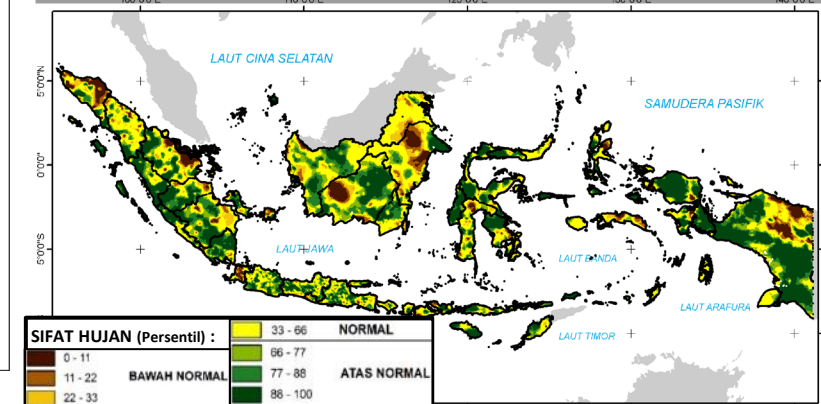 LAUT CINA SELATAN
SAMUDERA PASIFIK
5°0'0"N
0°0'0"
5°0'0"S
LAUT JAWA
LAUT BANDA
LAUT ARAFURA
LAUT TIMOR
SIFAT HUJAN (Persentil) :
0 - 11
11 - 22
22 - 33
BAWAH NORMAL
33 - 66
NORMAL
66 - 77
77 - 88
88 - 100
ATAS NORMAL